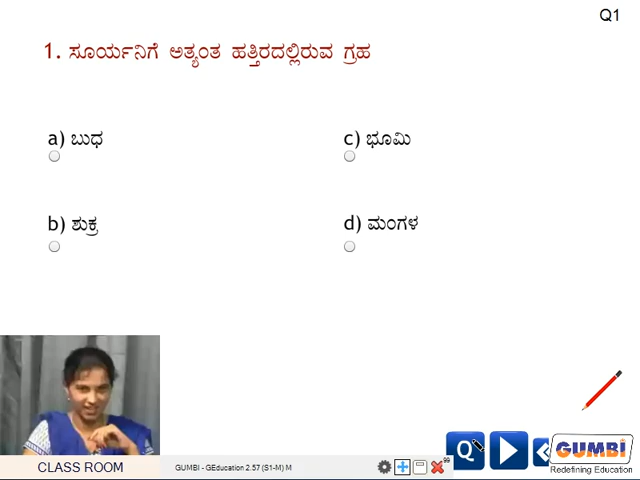 Q1
1. ಸೂರ್ಯನಿಗೆ ಅತ್ಯಂತ ಹತ್ತಿರದಲ್ಲಿರುವ ಗ್ರಹ
a) ಬುಧ
c) ಭೂಮಿ
b) ಶುಕ್ರ
d) ಮಂಗಳ
Q
GUMBi
Redefining Education
CLASS ROOM
GUMBI - GEducation 2.57 (S1-M) M